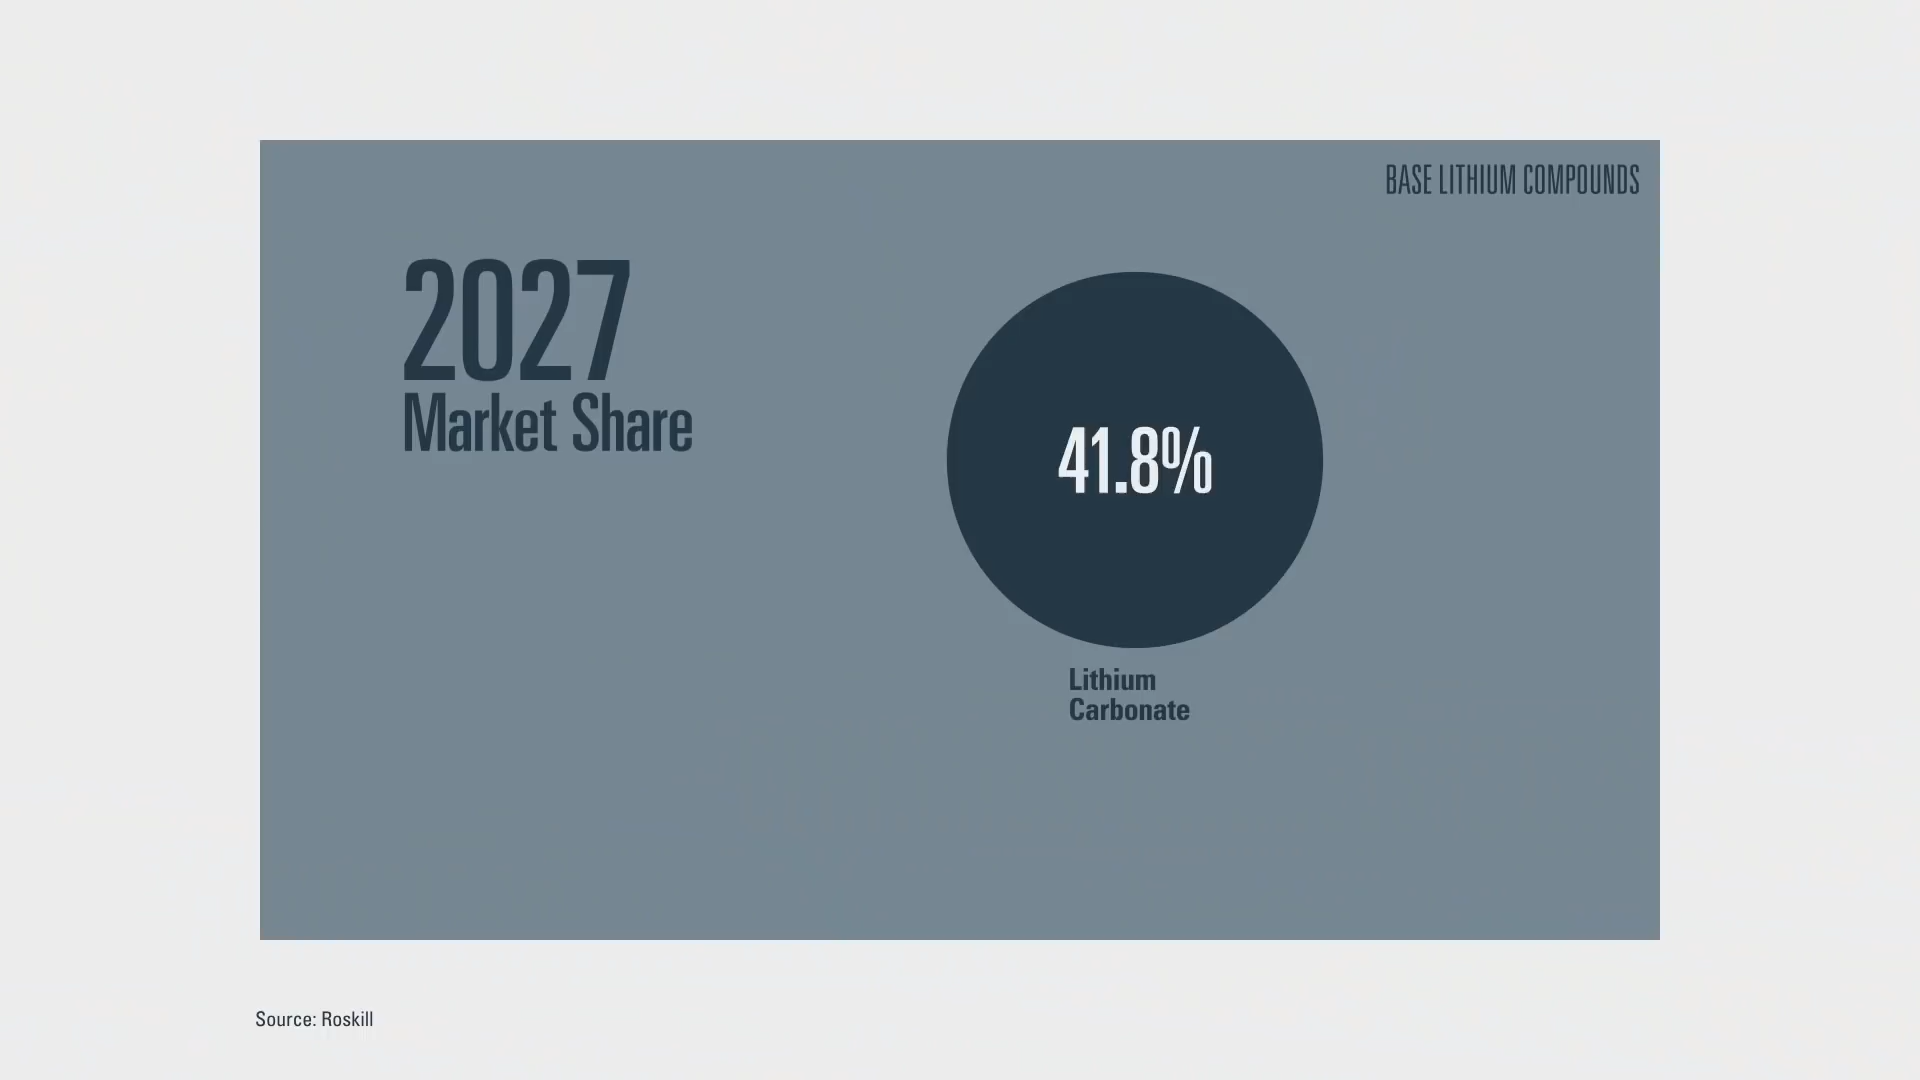 BASE LITHIUM COMPOUNDS
2027
Market Share
41.8%
Lithium
Carbonate
Source: Roskill